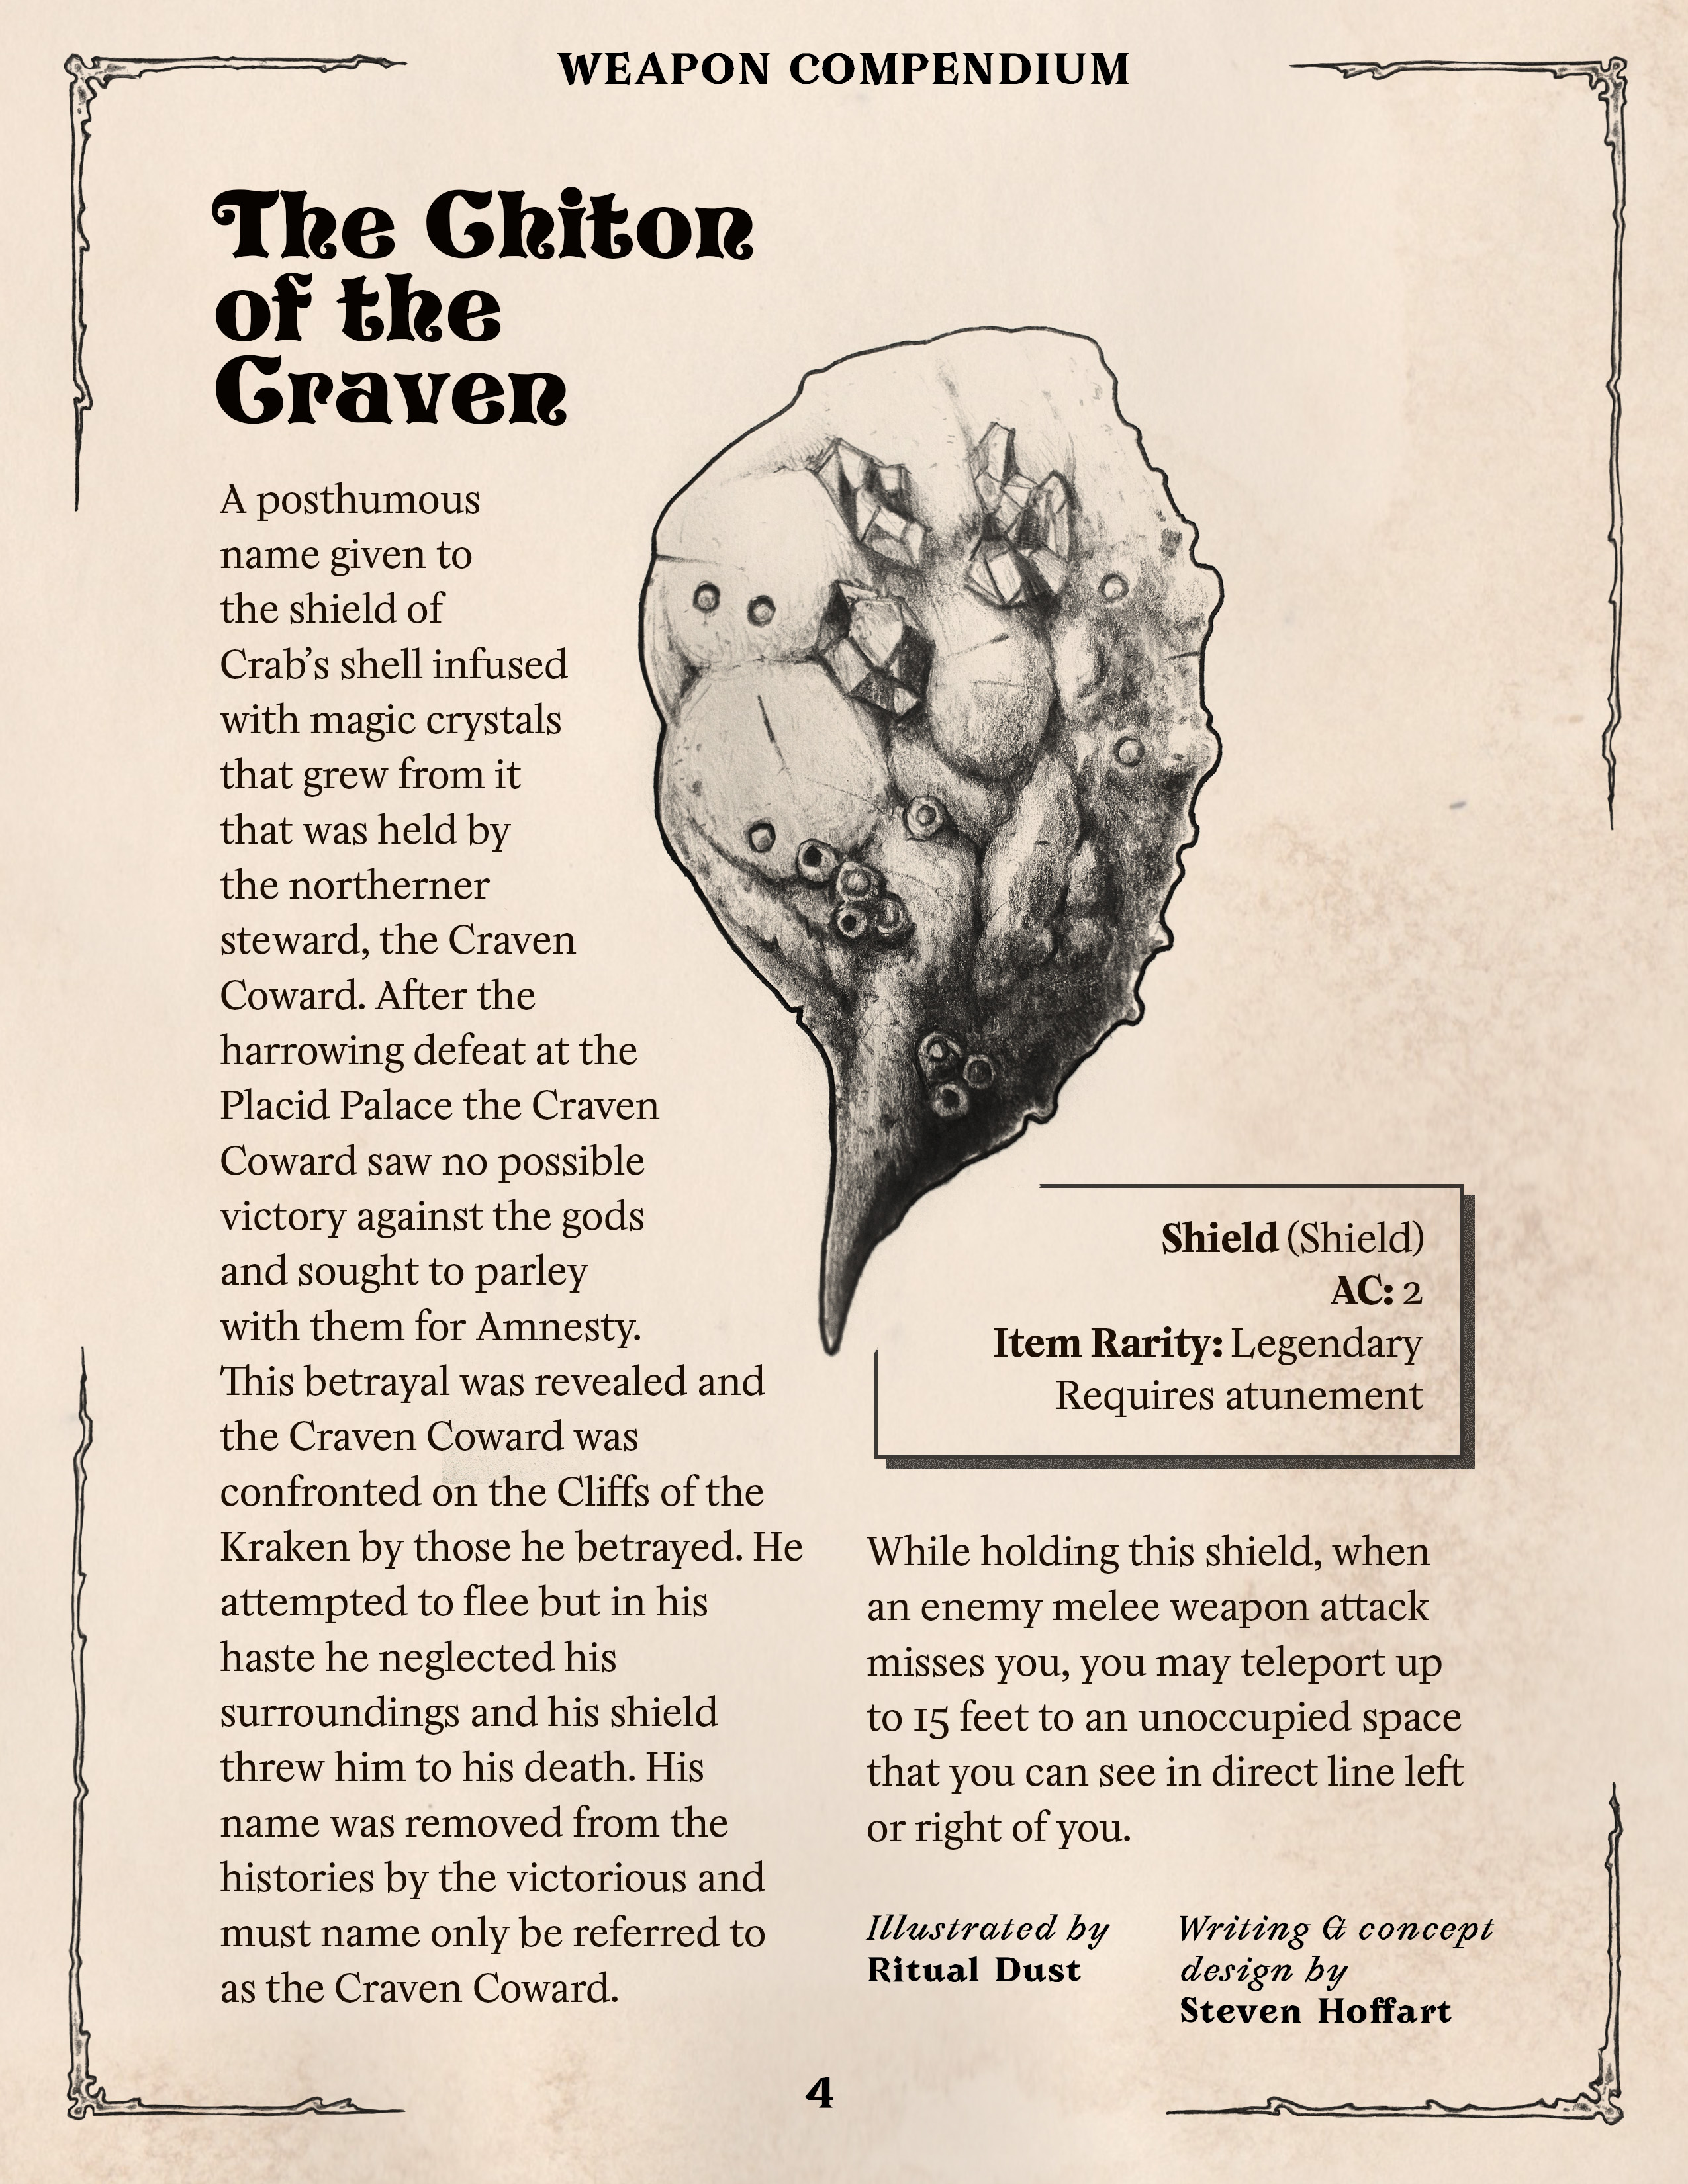 WEAPON COMPENDIUM
The Chiton
of the
Craven
A posthumous
name given to
the shield of
Crab’s shell infused
with magic crystals
that grew from it
that was held by
the northerner
steward, the Craven
Coward. After the
harrowing defeat at the
Placid Palace the Craven
Coward saw no possible
victory against the gods
and sought to parley
with them for Amnesty.
This betrayal was revealed and
the Craven Coward was
confronted on the Cliffs of the
Kraken by those he betrayed. He
attempted to flee but in his
haste he neglected his
surroundings and his shield
threw him to his death. His
name was removed from the
histories by the victorious and
must name only be referred to
as the Craven Coward.
Shield (Shield)
AC: 2
Item Rarity: Legendary
Requires atunement
While holding this shield, when
an enemy melee weapon attack
misses you, you may teleport up
to 15 feet to an unoccupied space
that you can see in direct line left
or right of you.
Illustrated by
Ritual Dust
Writing & concept
design by
Steven Hoffart
4